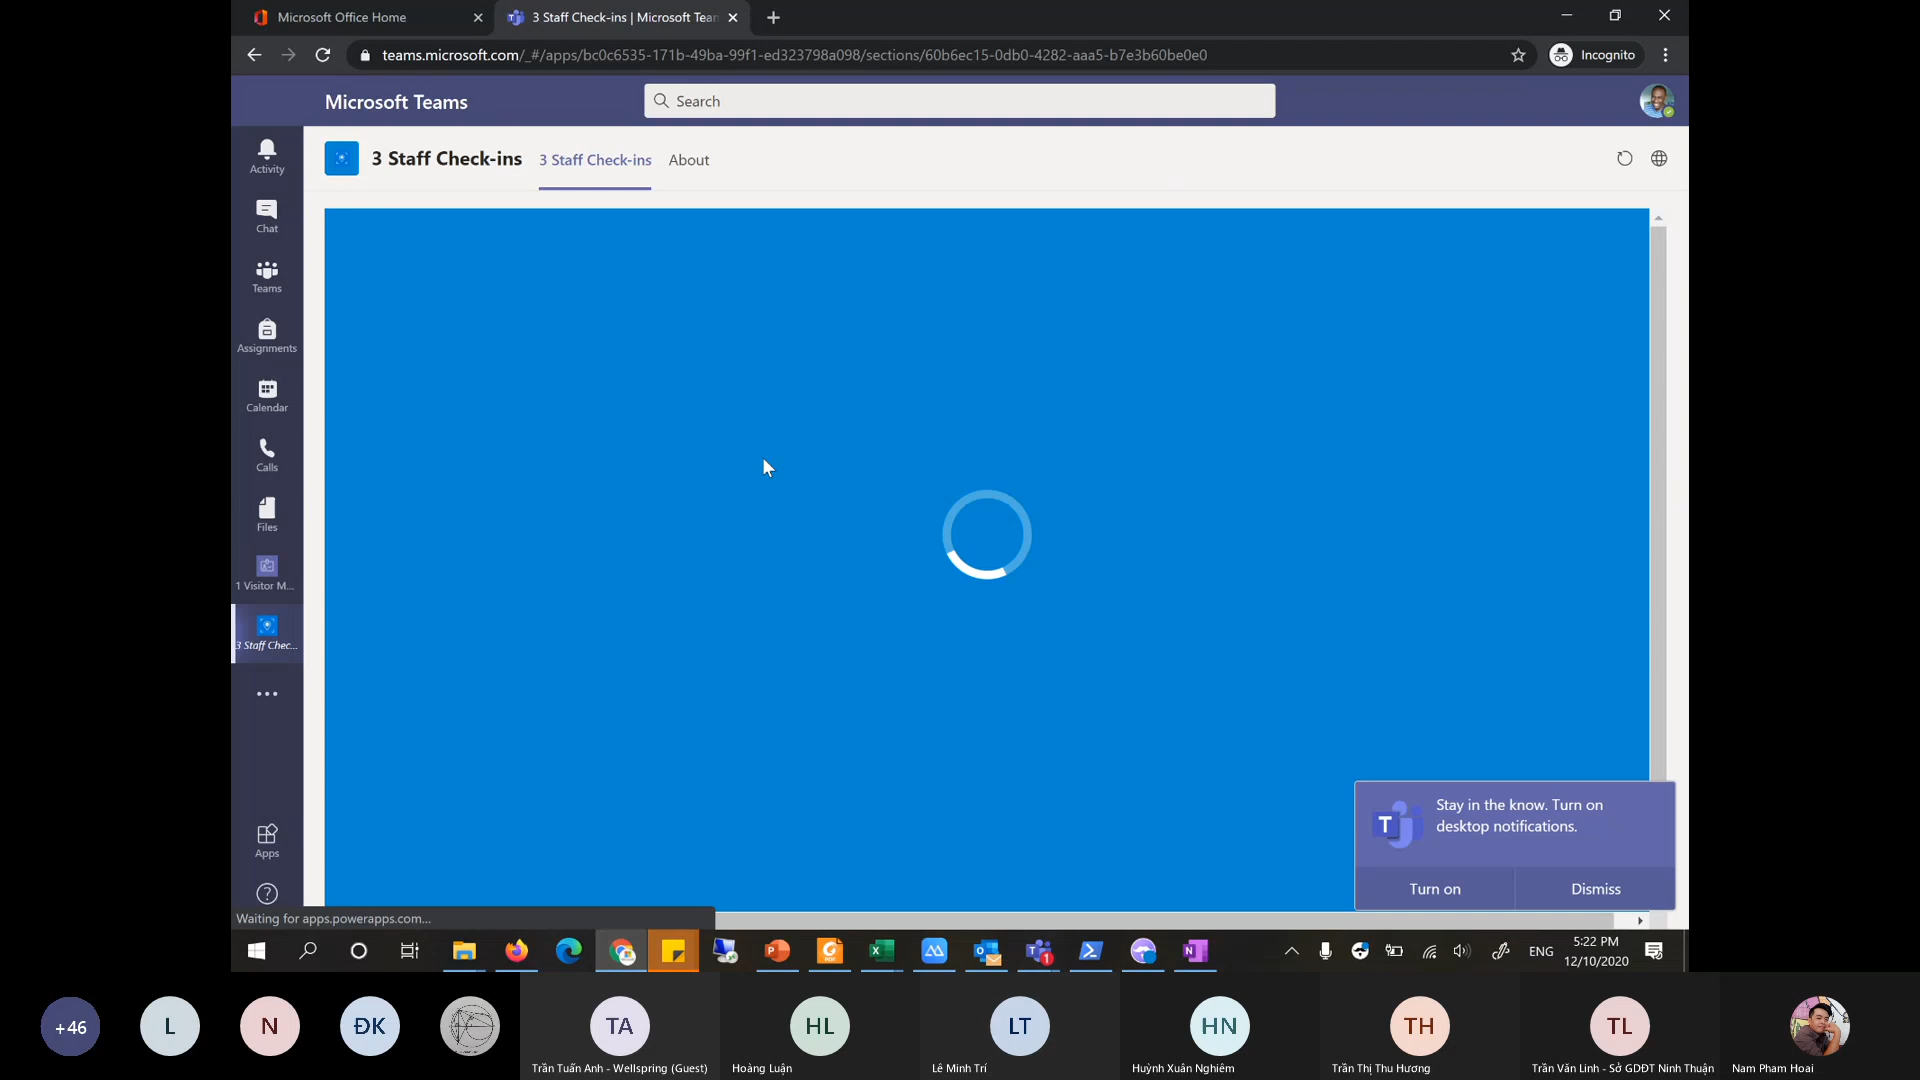 Microsoft Office Home
3 Staff Check-ins | Microsoft Tear
teams.microsoft.com/_#/apps/bc0c6535-171b-49ba-99f1-ed323798a098/sections/60b6ec15-0db0-4282-aaa5-b7e3b60be0e0
Incognito
Microsoft Teams
Search
3 Staff Check-ins
3 Staff Check-ins
About
Activity
Chat
Teams
Assignments
Calendar
Calls
Files
1 Visitor M...
3 Staff Chec...
Apps
Stay in the know. Turn on
desktop notifications.
Turn on
Dismiss
Waiting for apps.powerapps.com...
ENG
5:22 PM
12/10/2020
+46
L
N
ĐK
TA
HL
LT
HN
TH
TL
Trần Tuấn Anh - Wellspring (Guest)
Hoàng Luận
Lê Minh Trí
Huỳnh Xuân Nghiêm
Trần Thị Thu Hương
Trần Văn Linh - Sở GDĐT Ninh Thuận
Nam Pham Hoai